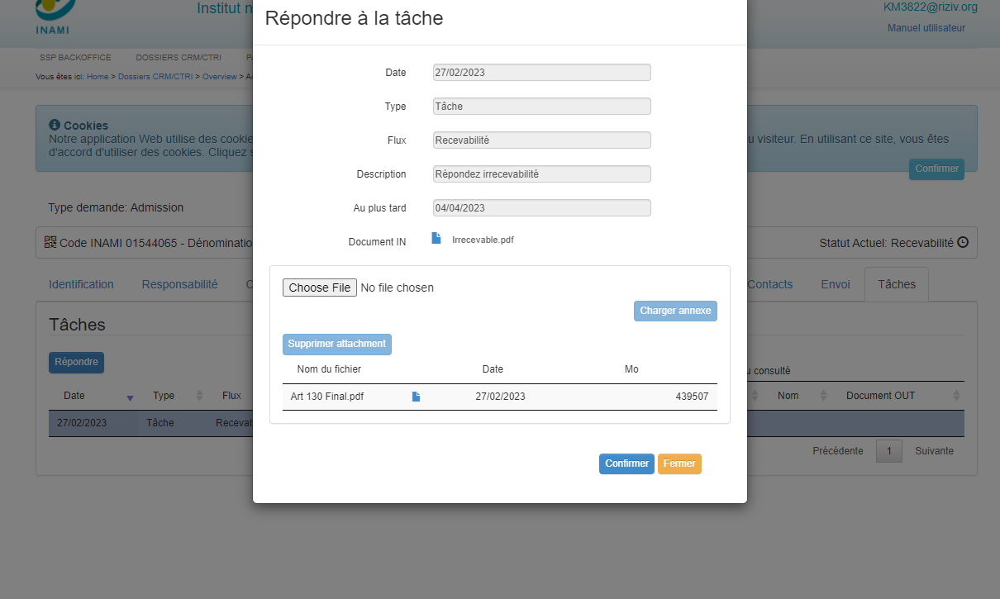 Répondre à la tâche
Institut n
KM3822@riziv.org
Manuel utilisateur
INAMI
SSP BACKOFFICE DOSSIERS CRM/CTRI
Vous êtes ici: Home > Dossiers CRM/CTRI > Overview >
Date 27/02/2023
Type Tâche
Flux Recevabilité
Description Répondez irrecevabilité
Au plus tard 04/04/2023
Document IN Irrecevable.pdf
Cookies
Notre application Web utilise des cookie
u visiteur. En utilisant ce site, vous êtes
d'accord d'utiliser des cookies. Cliquez s
Confirmer
Type demande: Admission
Code INAMI 01544065 - Dénominatio
Statut Actuel: Recevabilité
Identification Responsabilité C
Contacts Envoi Tâches
Choose File No file chosen
Charger annexe
Supprimer attachment
Nom du fichier Date Mo
Art 130 Final.pdf 27/02/2023 439507
Confirmer Fermer
Tâches
Répondre
u consulté
Date Type Flux
Nom Document OUT
27/02/2023 Tâche Recevab
Précédente 1 Suivante